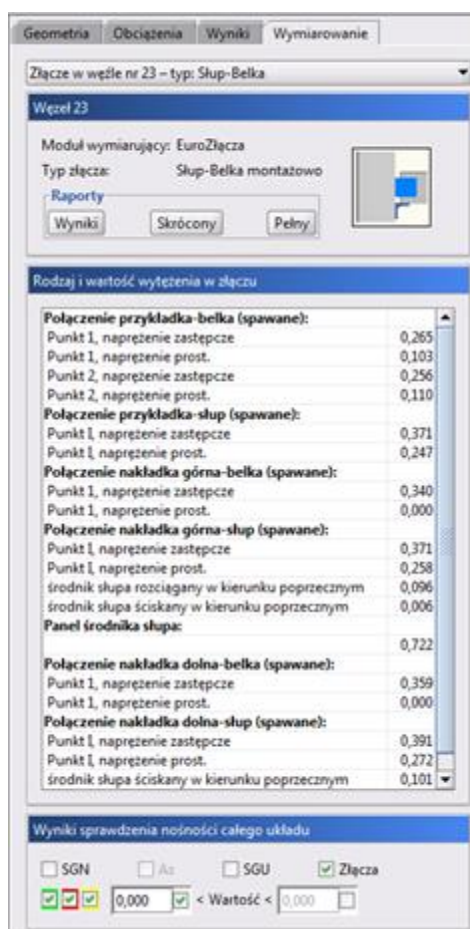 Geometria Obciążenia Wyniki Wymiarowanie
Złącze w węźle nr 23 – typ: Słup-Belka
Węzeł 23
Moduł wymiarujący: EuroZłącza
Typ złącza: Słup-Belka montażowo
Raporty
Wyniki Skrócony Pełny
Rodzaj i wartość wytężenia w złączu
Połączenie przykładka-belka (spawane):
Punkt 1, naprężenie zastępcze 0,265
Punkt 1, naprężenie prost. 0,103
Punkt 2, naprężenie zastępcze 0,256
Punkt 2, naprężenie prost. 0,110
Połączenie przykładka-słup (spawane):
Punkt I, naprężenie zastępcze 0,371
Punkt I, naprężenie prost. 0,247
Połączenie nakładka górna-belka (spawane):
Punkt 1, naprężenie zastępcze 0,340
Punkt 1, naprężenie prost. 0,000
Połączenie nakładka górna-słup (spawane):
Punkt I, naprężenie zastępcze 0,371
Punkt I, naprężenie prost. 0,258
środnik słupa rozciągany w kierunku poprzecznym 0,096
środnik słupa ściskany w kierunku poprzecznym 0,006
Panel środnika słupa:
0,722
Połączenie nakładka dolna-belka (spawane):
Punkt 1, naprężenie zastępcze 0,359
Punkt 1, naprężenie prost. 0,000
Połączenie nakładka dolna-słup (spawane):
Punkt I, naprężenie zastępcze 0,391
Punkt I, naprężenie prost. 0,272
środnik słupa ściskany w kierunku poprzecznym 0,101
Wyniki sprawdzenia nośności całego układu
SGN Az SGU Złącza
0,000 < Wartość < 0,000